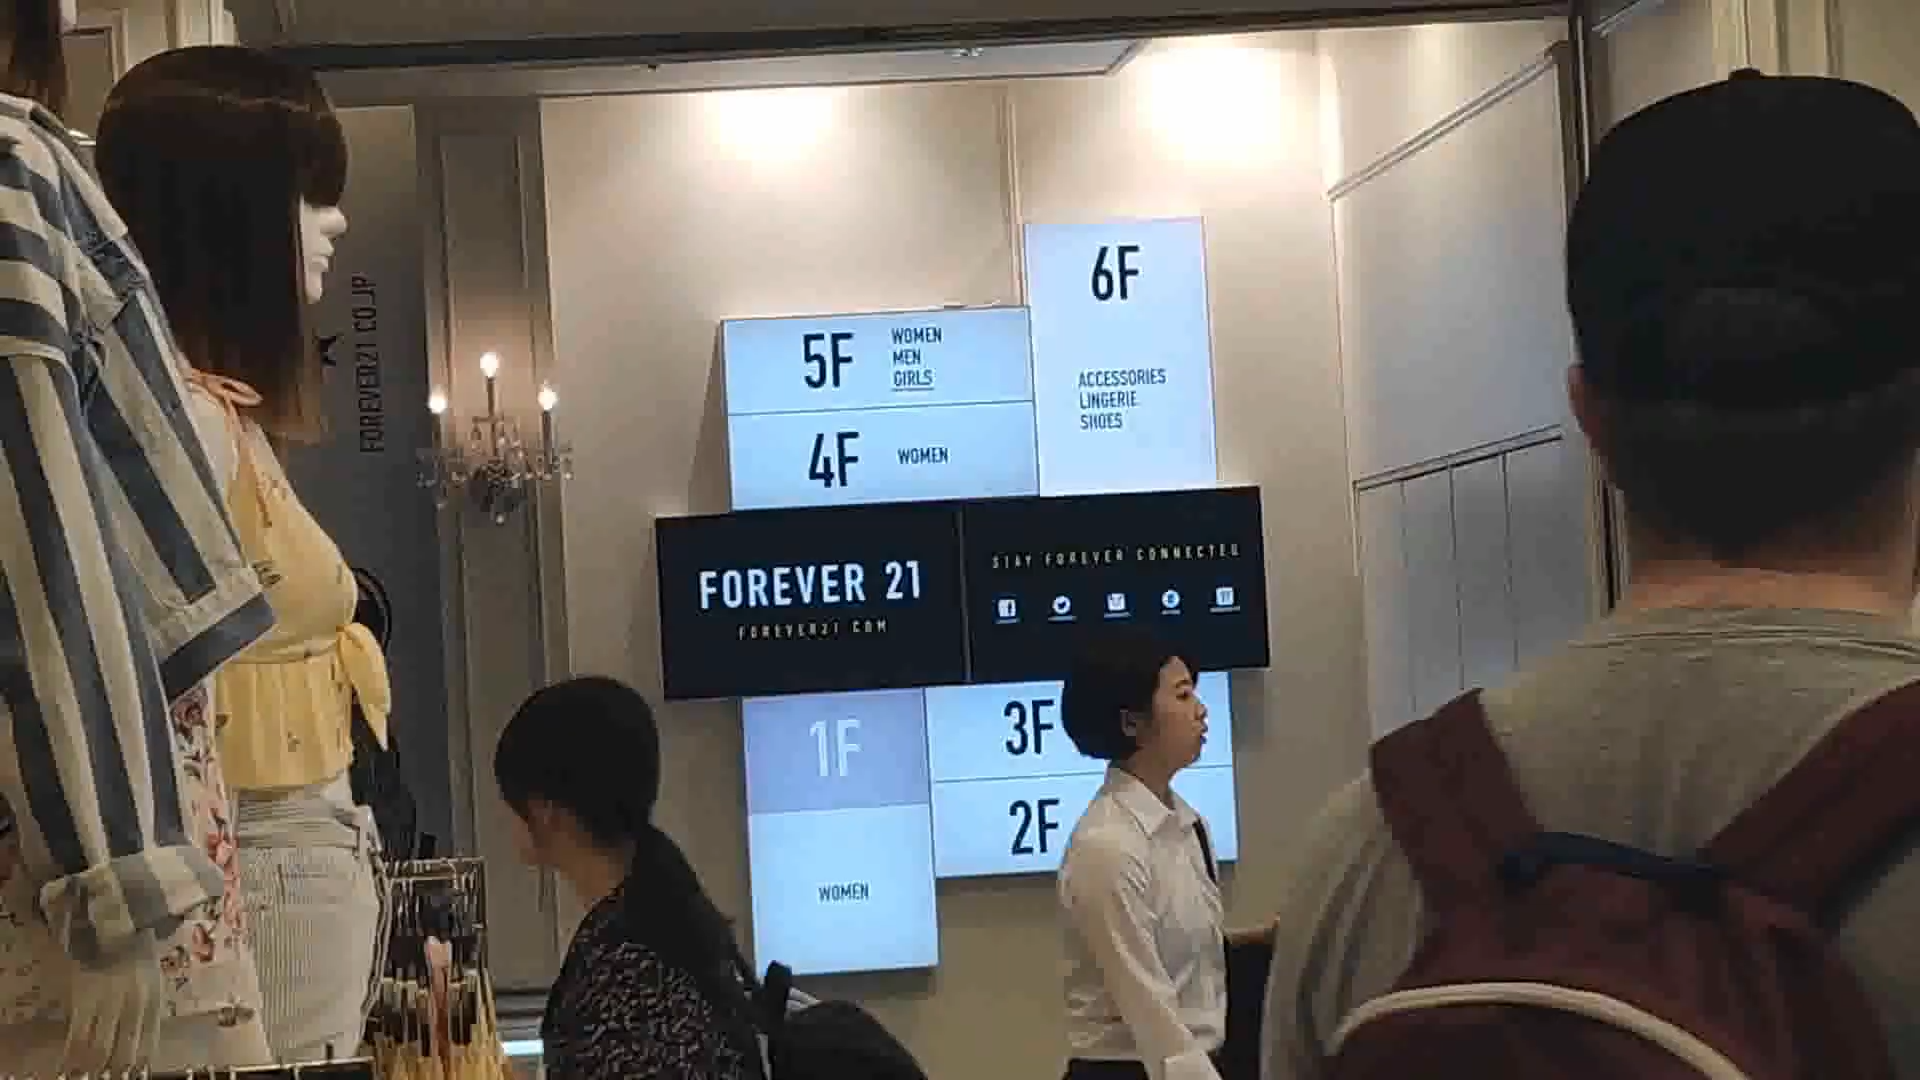 6F
ACCESSORIES
LINGERIE
SHOES
5F
WOMEN
MEN
GIRLS
4F
WOMEN
FOREVER 21
FOREVER21 COM
STAY FOREVER CONNECTED
1F
WOMEN
3F
2F
FOREVER21 CO.JP